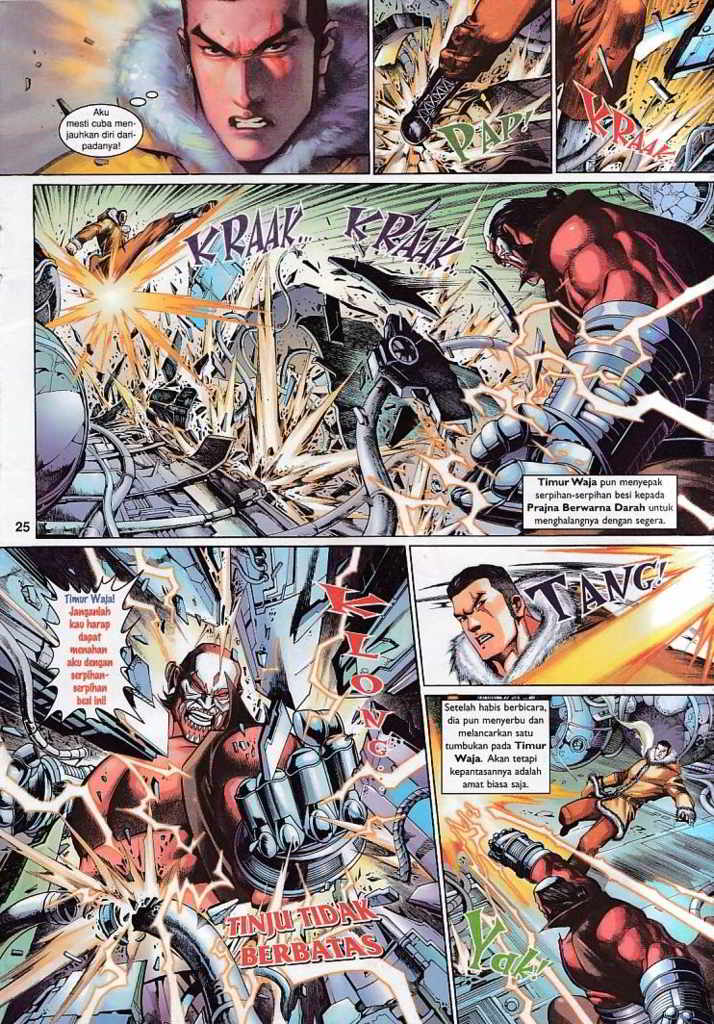 Aku
mesti cuba men-
jauhkan diri dari-
padanya!
PAP!
KRAAK
KRAAK...
KRAAK...
Timur Waja pun menyepak
serpihan-serpihan besi kepada
Prajna Berwarna Darah untuk
menghalangnya dengan segera.
25
Timur Waja!
Janganlah
kau harap
dapat
menahan
aku dengan
serpihan-
serpihan
besi ini!
KLONG...
TINJU TIDAK
BERBATAS
TANG!
Setelah habis berbicara,
dia pun menyerbu dan
melancarkan satu
tumbukan pada Timur
Waja. Akan tetapi
kepantasannya adalah
amat biasa saja.
Yak!